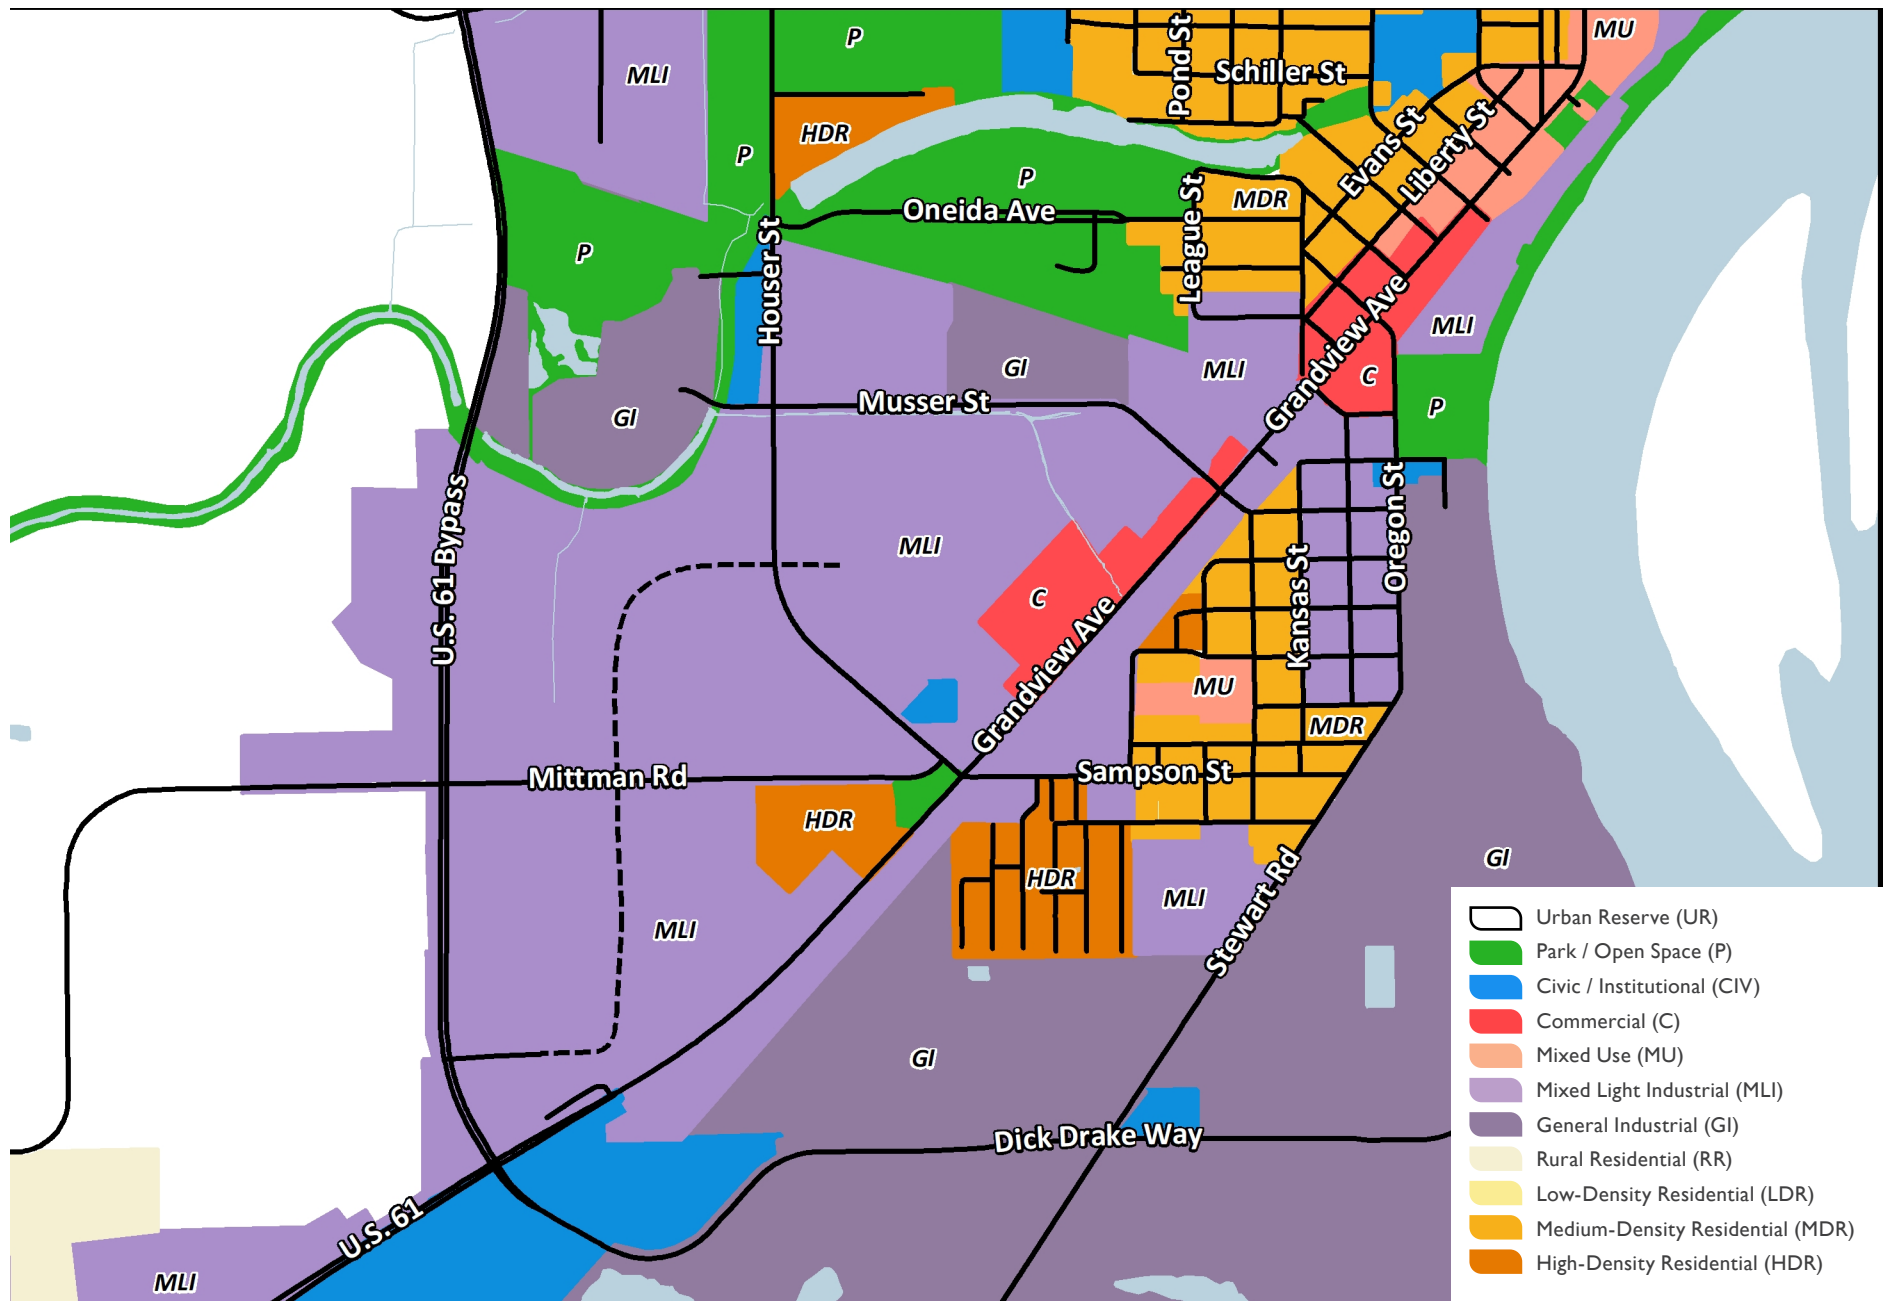 MU
P
MLI
Pond St
Schiller St
HDR
P
Evans St
Liberty St
P
MDR
League St
Oneida Ave
P
Houser St
Grandview Ave
MLI
GI
MLI
C
Musser St
P
GI
U.S. 61 Bypass
Oregon St
MLI
Kansas St
C
Grandview Ave
MU
MDR
Mittman Rd
Sampson St
HDR
HDR
GI
MLI
Stewart Rd
MLI
GI
Dick Drake Way
U.S. 61
MLI
Urban Reserve (UR)
Park / Open Space (P)
Civic / Institutional (CIV)
Commercial (C)
Mixed Use (MU)
Mixed Light Industrial (MLI)
General Industrial (GI)
Rural Residential (RR)
Low-Density Residential (LDR)
Medium-Density Residential (MDR)
High-Density Residential (HDR)